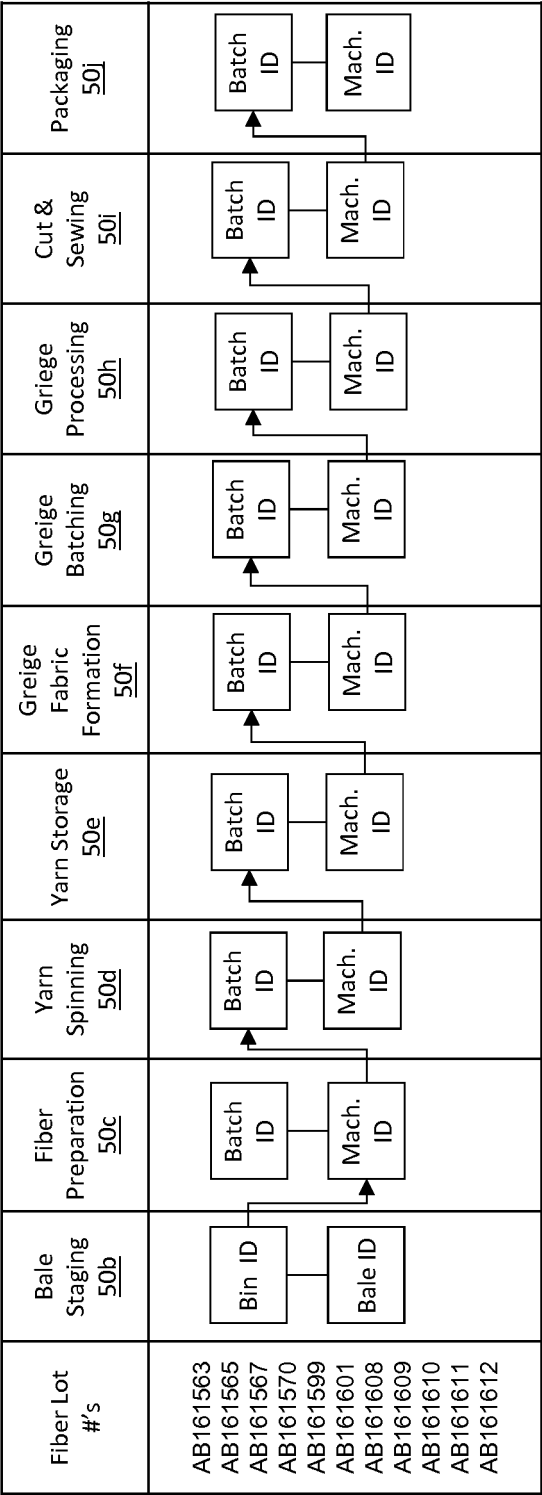 Fiber Lot
#'s
Bale
Staging
50b
Fiber
Preparation
50c
Yarn
Spinning
50d
Yarn Storage
50e
Greige
Fabric
Formation
50f
Greige
Batching
50g
Griege
Processing
50h
Cut &
Sewing
50i
Packaging
50j
AB161563
AB161565
AB161567
AB161570
AB161599
AB161601
AB161608
AB161609
AB161610
AB161611
AB161612
Bin ID
Bale ID
Batch
ID
Mach.
ID
Batch
ID
Mach.
ID
Batch
ID
Mach.
ID
Batch
ID
Mach.
ID
Batch
ID
Mach.
ID
Batch
ID
Mach.
ID
Batch
ID
Mach.
ID
Batch
ID
Mach.
ID